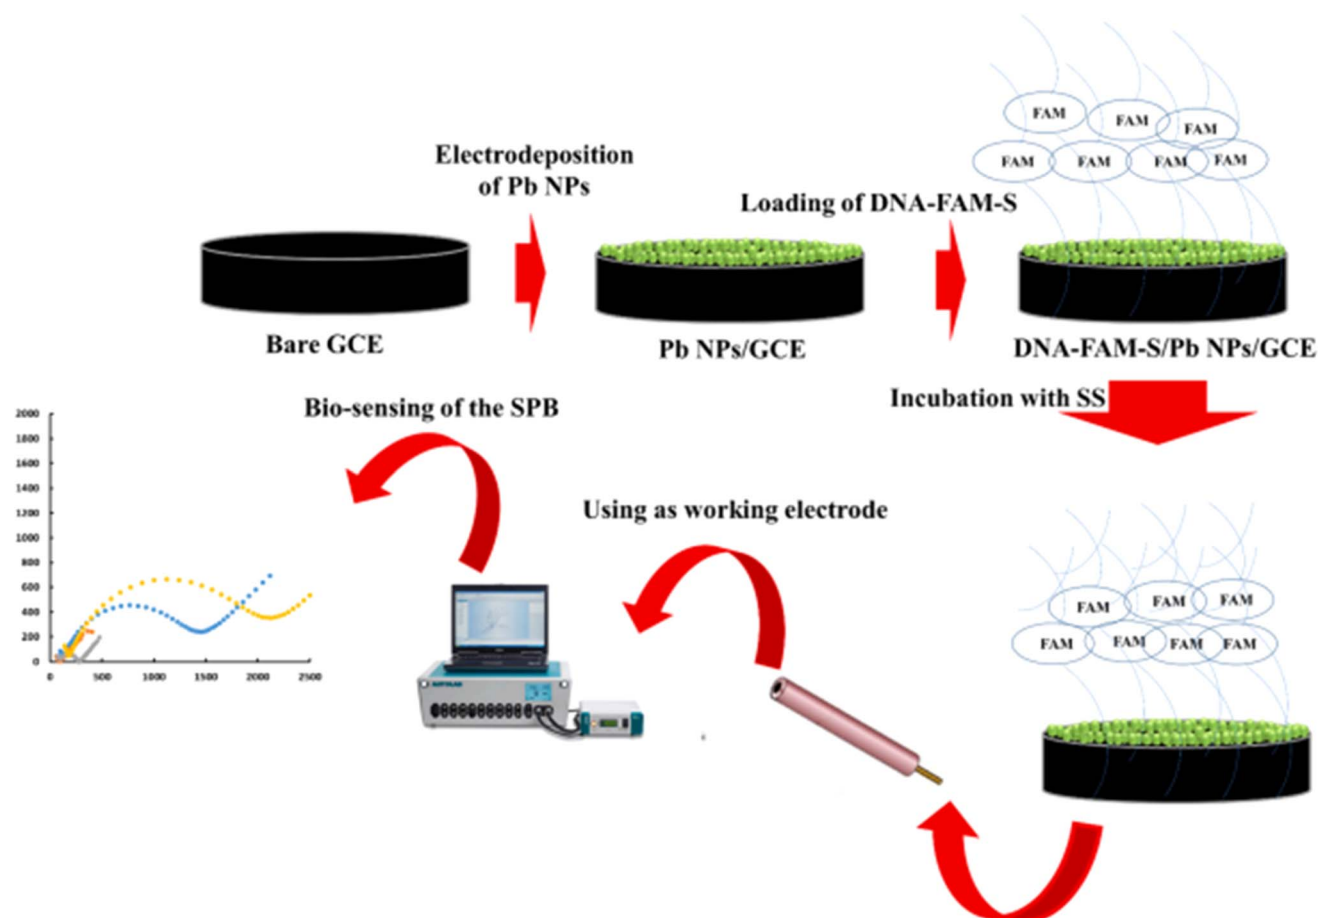 Electrodeposition
of Pb NPs
Loading of DNA-FAM-S
FAM
FAM
FAM
FAM
FAM
FAM
FAM
Bare GCE
Pb NPs/GCE
DNA-FAM-S/Pb NPs/GCE
Incubation with SS
Bio-sensing of the SPB
Using as working electrode
2000
1800
1600
1400
1200
1000
800
600
400
200
0
0
500
1000
1500
2000
2500
FAM
FAM
FAM
FAM
FAM
FAM
FAM